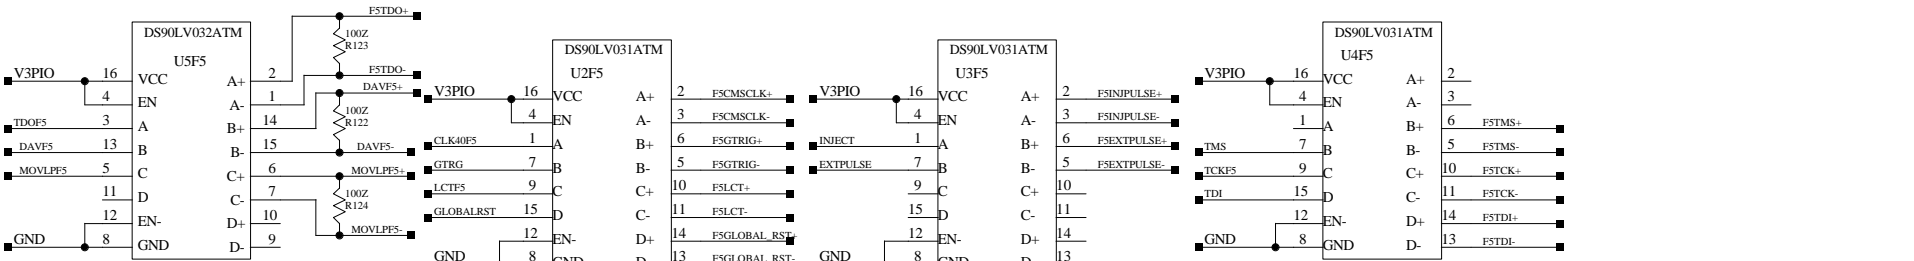 DS90LV032ATM
U5F5
V3PIO
16 VCC
4 EN
TDOF5 3 A
DAVF5 13 B
MOVLPF5 5 C
11 D
12 EN-
GND 8 GND
A+ 2 F5TDO+
A- 1 F5TDO-
B+ 14 DAVF5+
B- 15 DAVF5-
C+ 6 MOVLPF5+
C- 7 MOVLPF5-
D+ 10
D- 9
100Z
R123
100Z
R122
100Z
R124
DS90LV031ATM
U2F5
V3PIO 16 VCC
4 EN
CLK40F5 1 A
GTRG 7 B
LCTF5 9 C
GLOBALRST 15 D
12 EN-
GND 8 GND
A+ 2 F5CMSCLK+
A- 3 F5CMSCLK-
B+ 6 F5GTRIG+
B- 5 F5GTRIG-
C+ 10 F5LCT+
C- 11 F5LCT-
D+ 14 F5GLOBAL_RST+
D- 13 F5GLOBAL_RST-
DS90LV031ATM
U3F5
V3PIO 16 VCC
4 EN
INJECT 1 A
EXTPULSE 7 B
9 C
15 D
12 EN-
GND 8 GND
A+ 2 F5INJPULSE+
A- 3 F5INJPULSE-
B+ 6 F5EXTPULSE+
B- 5 F5EXTPULSE-
C+ 10
C- 11
D+ 14
D- 13
DS90LV031ATM
U4F5
V3PIO 16 VCC
4 EN
1 A
TMS 7 B
TCKF5 9 C
TDI 15 D
12 EN-
GND 8 GND
A+ 2
A- 3
B+ 6 F5TMS+
B- 5 F5TMS-
C+ 10 F5TCK+
C- 11 F5TCK-
D+ 14 F5TDI+
D- 13 F5TDI-